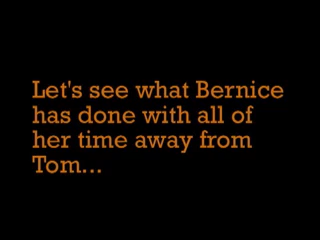 Let's see what Bernice
has done with all of
her time away from
Tom...